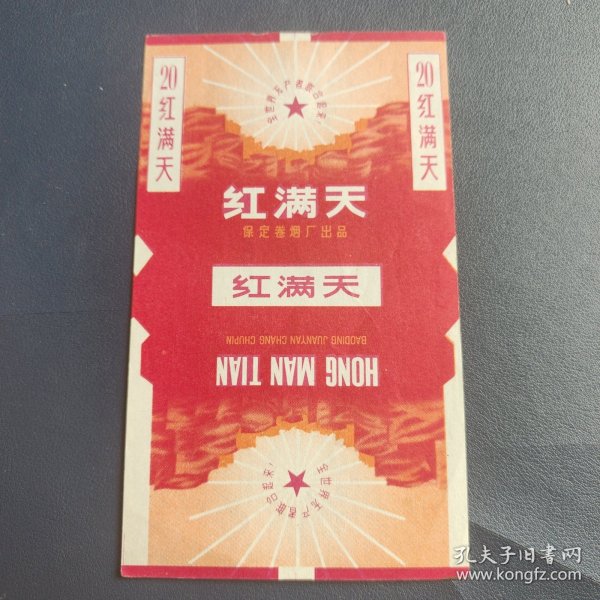 全世界无产者联合起来!
20红满天
20红满天
红满天
保定卷烟厂出品
红满天
BAODING JUANYAN CHANG CHUPIN
HONG MAN TIAN
全世界无产者联合起来!
孔夫子旧书网
www.kongfz.com